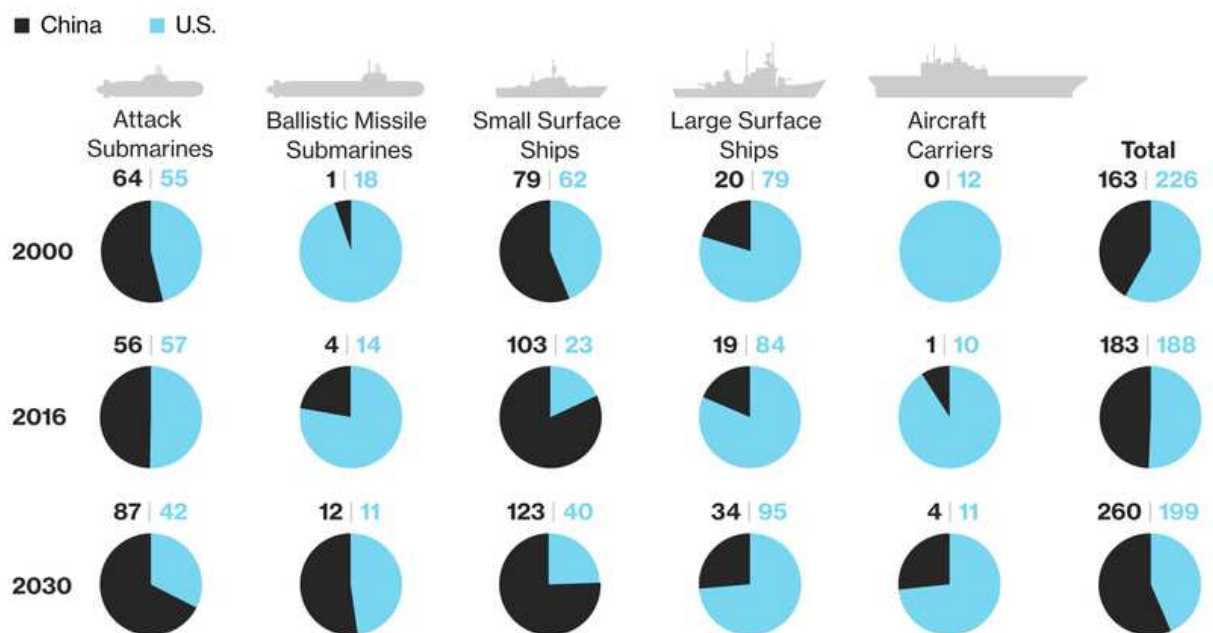 China U.S.
Attack Submarines
Ballistic Missile Submarines
Small Surface Ships
Large Surface Ships
Aircraft Carriers
Total
64 | 55 1 | 18 79 | 62 20 | 79 0 | 12 163 | 226
2000
56 | 57 4 | 14 103 | 23 19 | 84 1 | 10 183 | 188
2016
87 | 42 12 | 11 123 | 40 34 | 95 4 | 11 260 | 199
2030